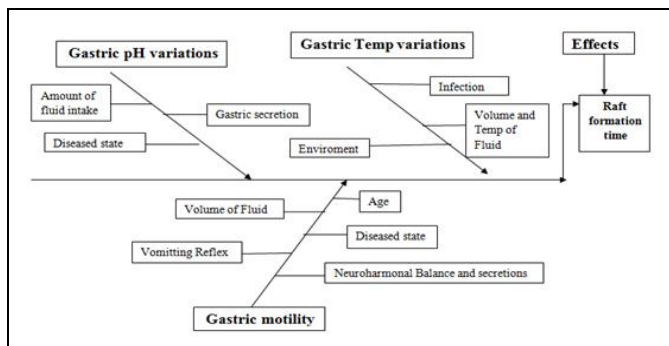 Gastric pH variations
Gastric Temp variations
Effects
Amount of
fluid intake
Gastric secretion
Diseased state
Infection
Volume and
Temp of
Fluid
Enviroment
Raft
formation
time
Volume of Fluid
Age
Vomitting Reflex
Diseased state
Neuroharmonal Balance and secretions
Gastric motility